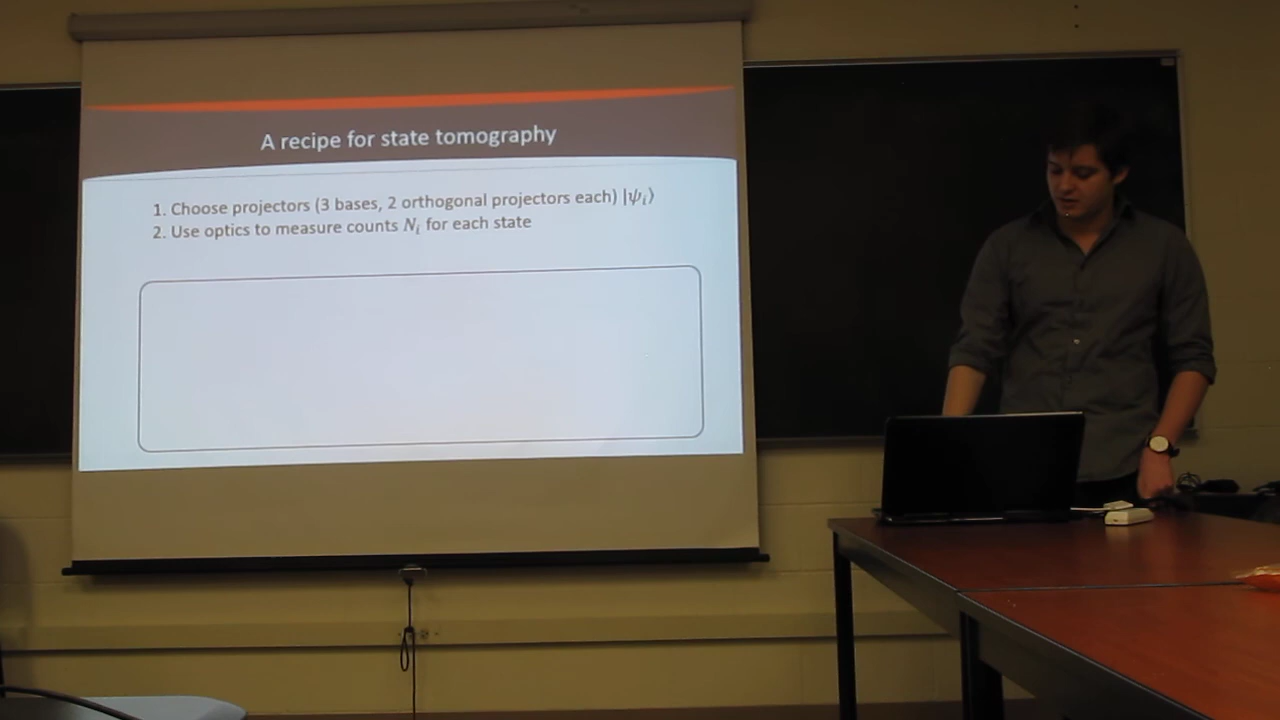 A recipe for state tomography
1. Choose projectors (3 bases, 2 orthogonal projectors each) |ψᵢ⟩
2. Use optics to measure counts Nᵢ for each state